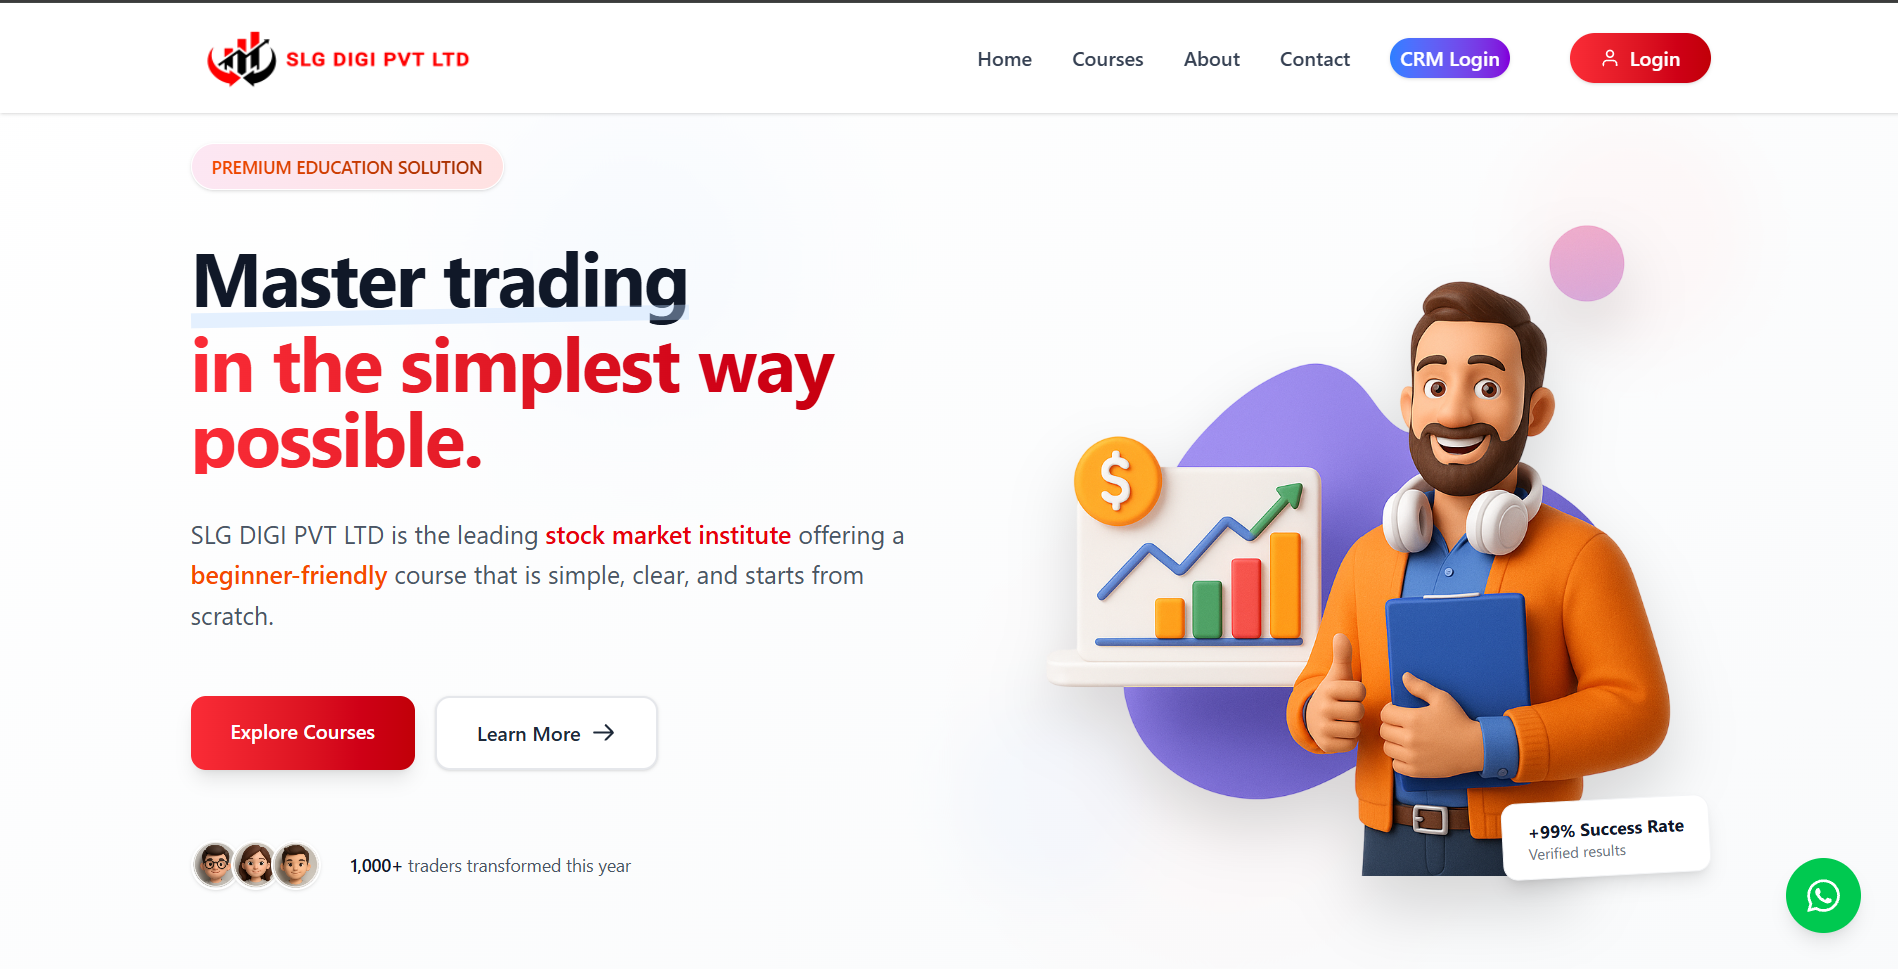 SLG DIGI PVT LTD
Home
Courses
About
Contact
CRM Login
Login
PREMIUM EDUCATION SOLUTION
Master trading
in the simplest way
possible.
SLG DIGI PVT LTD is the leading stock market institute offering a
beginner-friendly course that is simple, clear, and starts from
scratch.
Explore Courses
Learn More →
1,000+ traders transformed this year
$
+99% Success Rate
Verified results